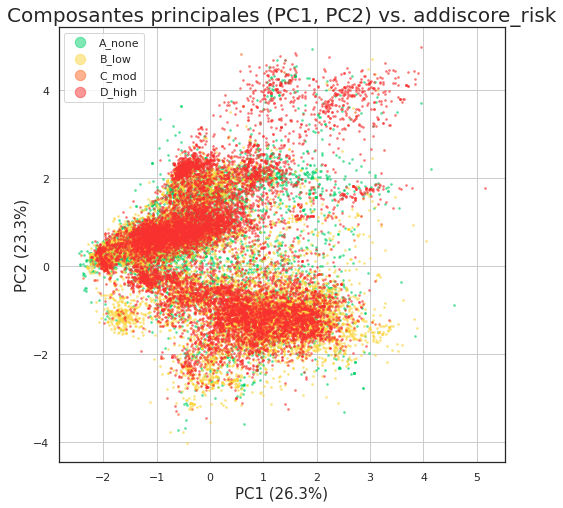 Composantes principales (PC1, PC2) vs. addiscore_risk
A_none
B_low
C_mod
D_high
4
2
0
−2
−4
PC2 (23.3%)
−2 −1 0 1 2 3 4 5
PC1 (26.3%)